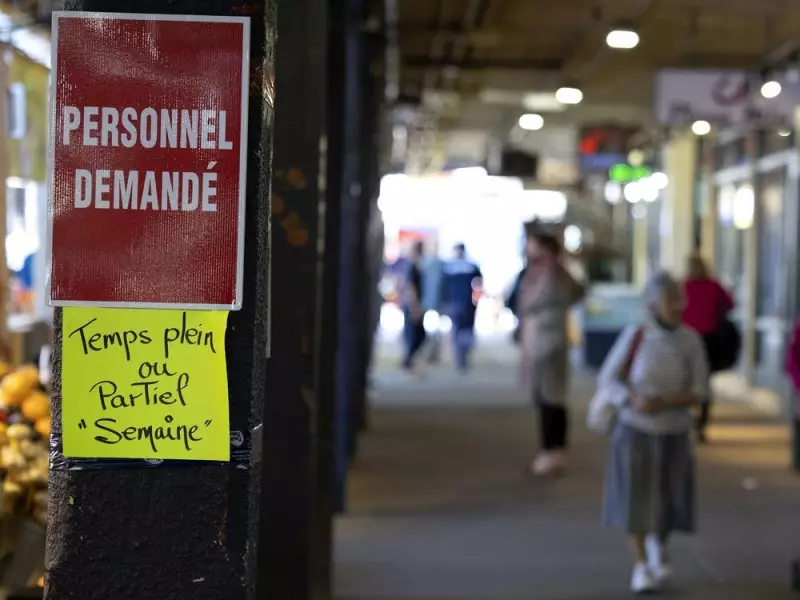 PERSONNEL
DEMANDÉ
Temps plein
ou
Partiel
"Semaine"